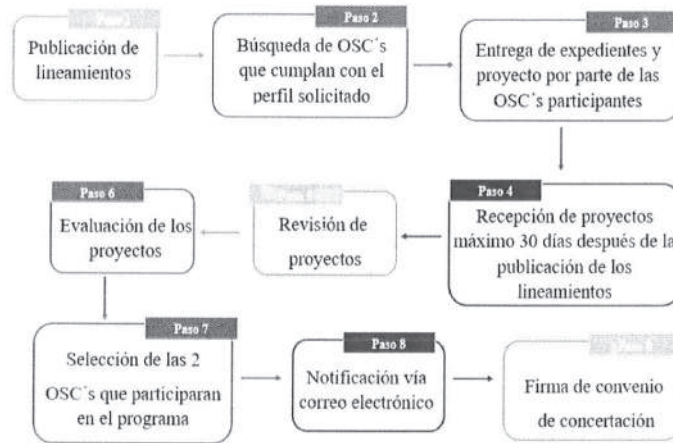 Publicación de
lineamientos
Paso 2
Búsqueda de OSC´s
que cumplan con el
perfil solicitado
Paso 3
Entrega de expedientes y
proyecto por parte de las
OSC´s participantes
Paso 4
Recepción de proyectos
máximo 30 días después de la
publicación de los
lineamientos
Revisión de
proyectos
Paso 6
Evaluación de los
proyectos
Paso 7
Selección de las 2
OSC´s que participaran
en el programa
Paso 8
Notificación vía
correo electrónico
Firma de convenio
de concertación